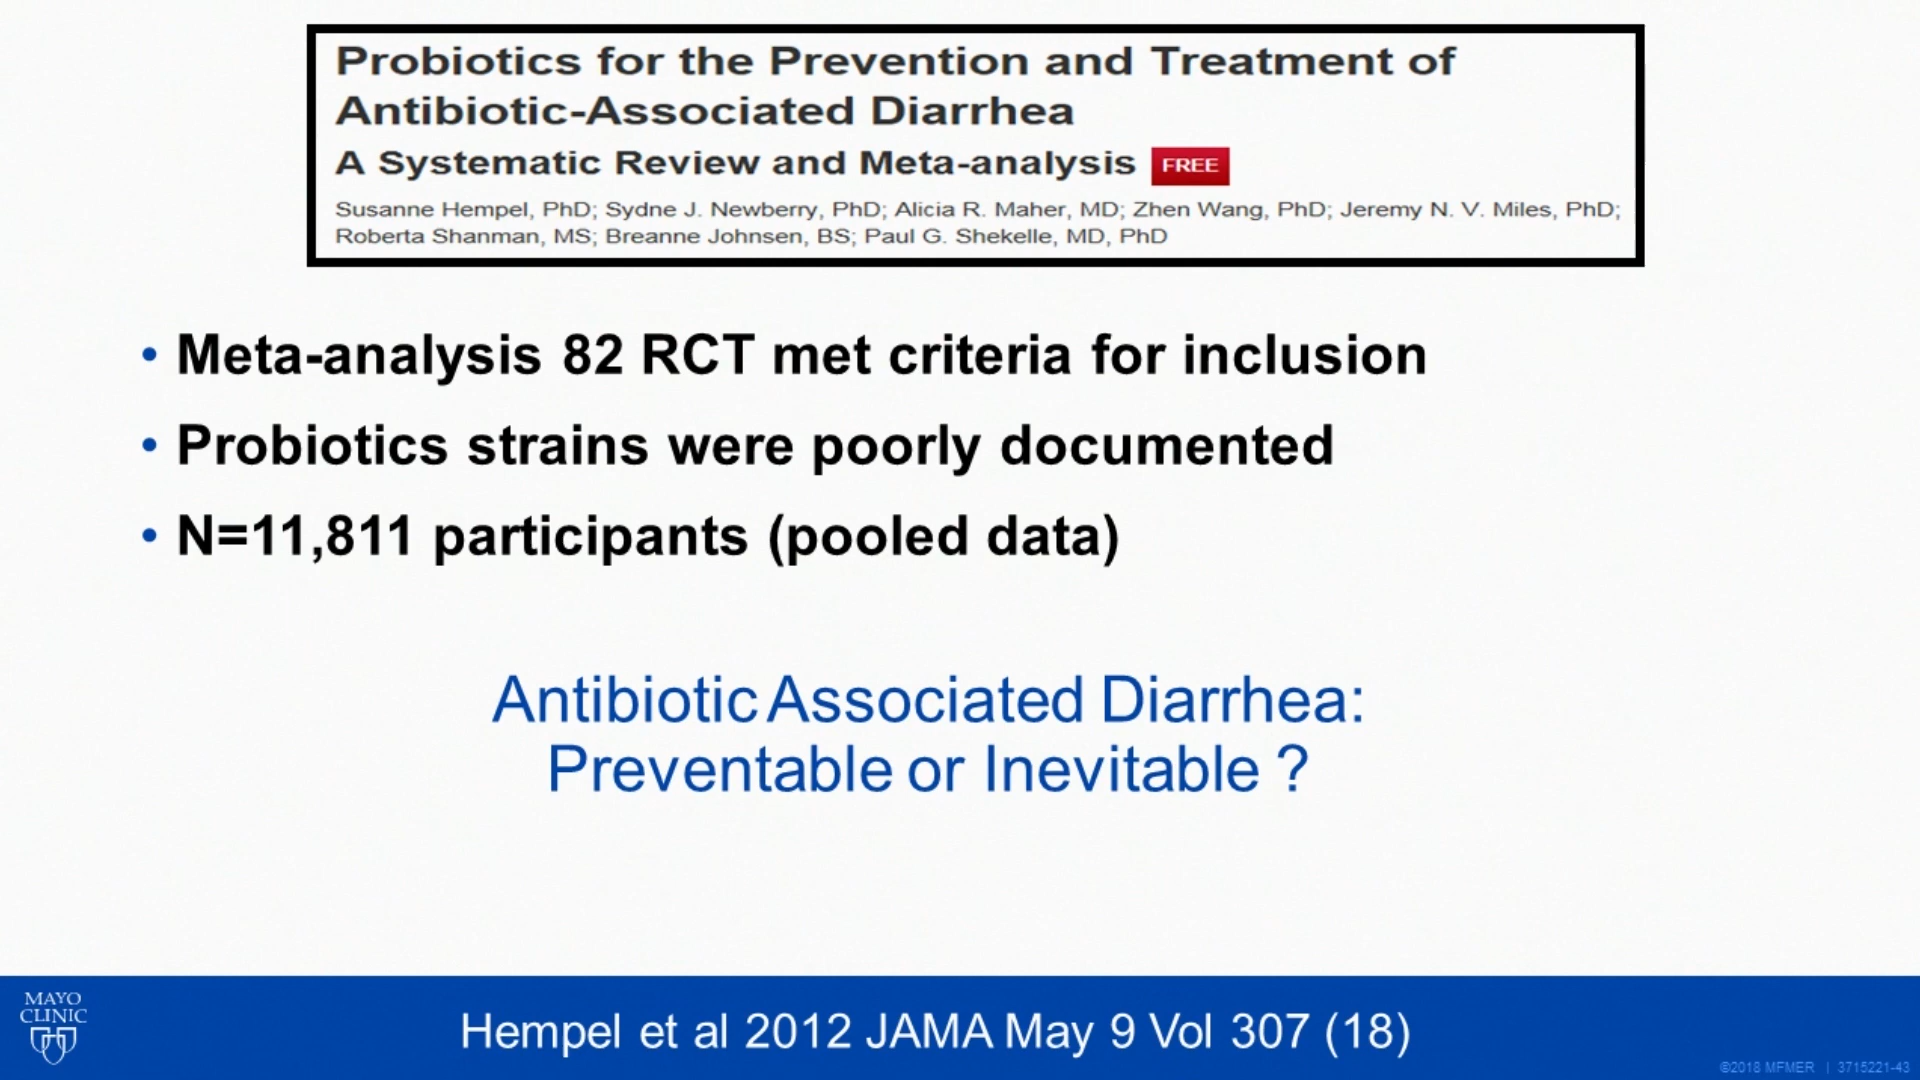 Probiotics for the Prevention and Treatment of
Antibiotic-Associated Diarrhea
A Systematic Review and Meta-analysis FREE
Susanne Hempel, PhD; Sydne J. Newberry, PhD; Alicia R. Maher, MD; Zhen Wang, PhD; Jeremy N. V. Miles, PhD;
Roberta Shanman, MS; Breanne Johnsen, BS; Paul G. Shekelle, MD, PhD
• Meta-analysis 82 RCT met criteria for inclusion
• Probiotics strains were poorly documented
• N=11,811 participants (pooled data)
Antibiotic Associated Diarrhea:
Preventable or Inevitable ?
MAYO
CLINIC
Hempel et al 2012 JAMA May 9 Vol 307 (18)
©2018 MFMER | 3715221-43